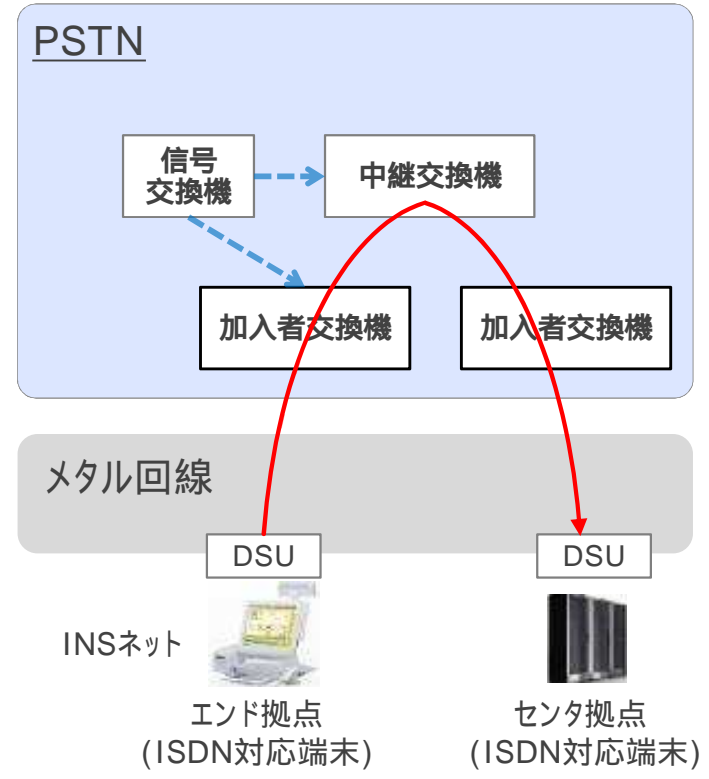 PSTN
信号
交換機
中継交換機
加入者交換機
加入者交換機
メタル回線
DSU
DSU
INSネット
エンド拠点
(ISDN対応端末)
センタ拠点
(ISDN対応端末)